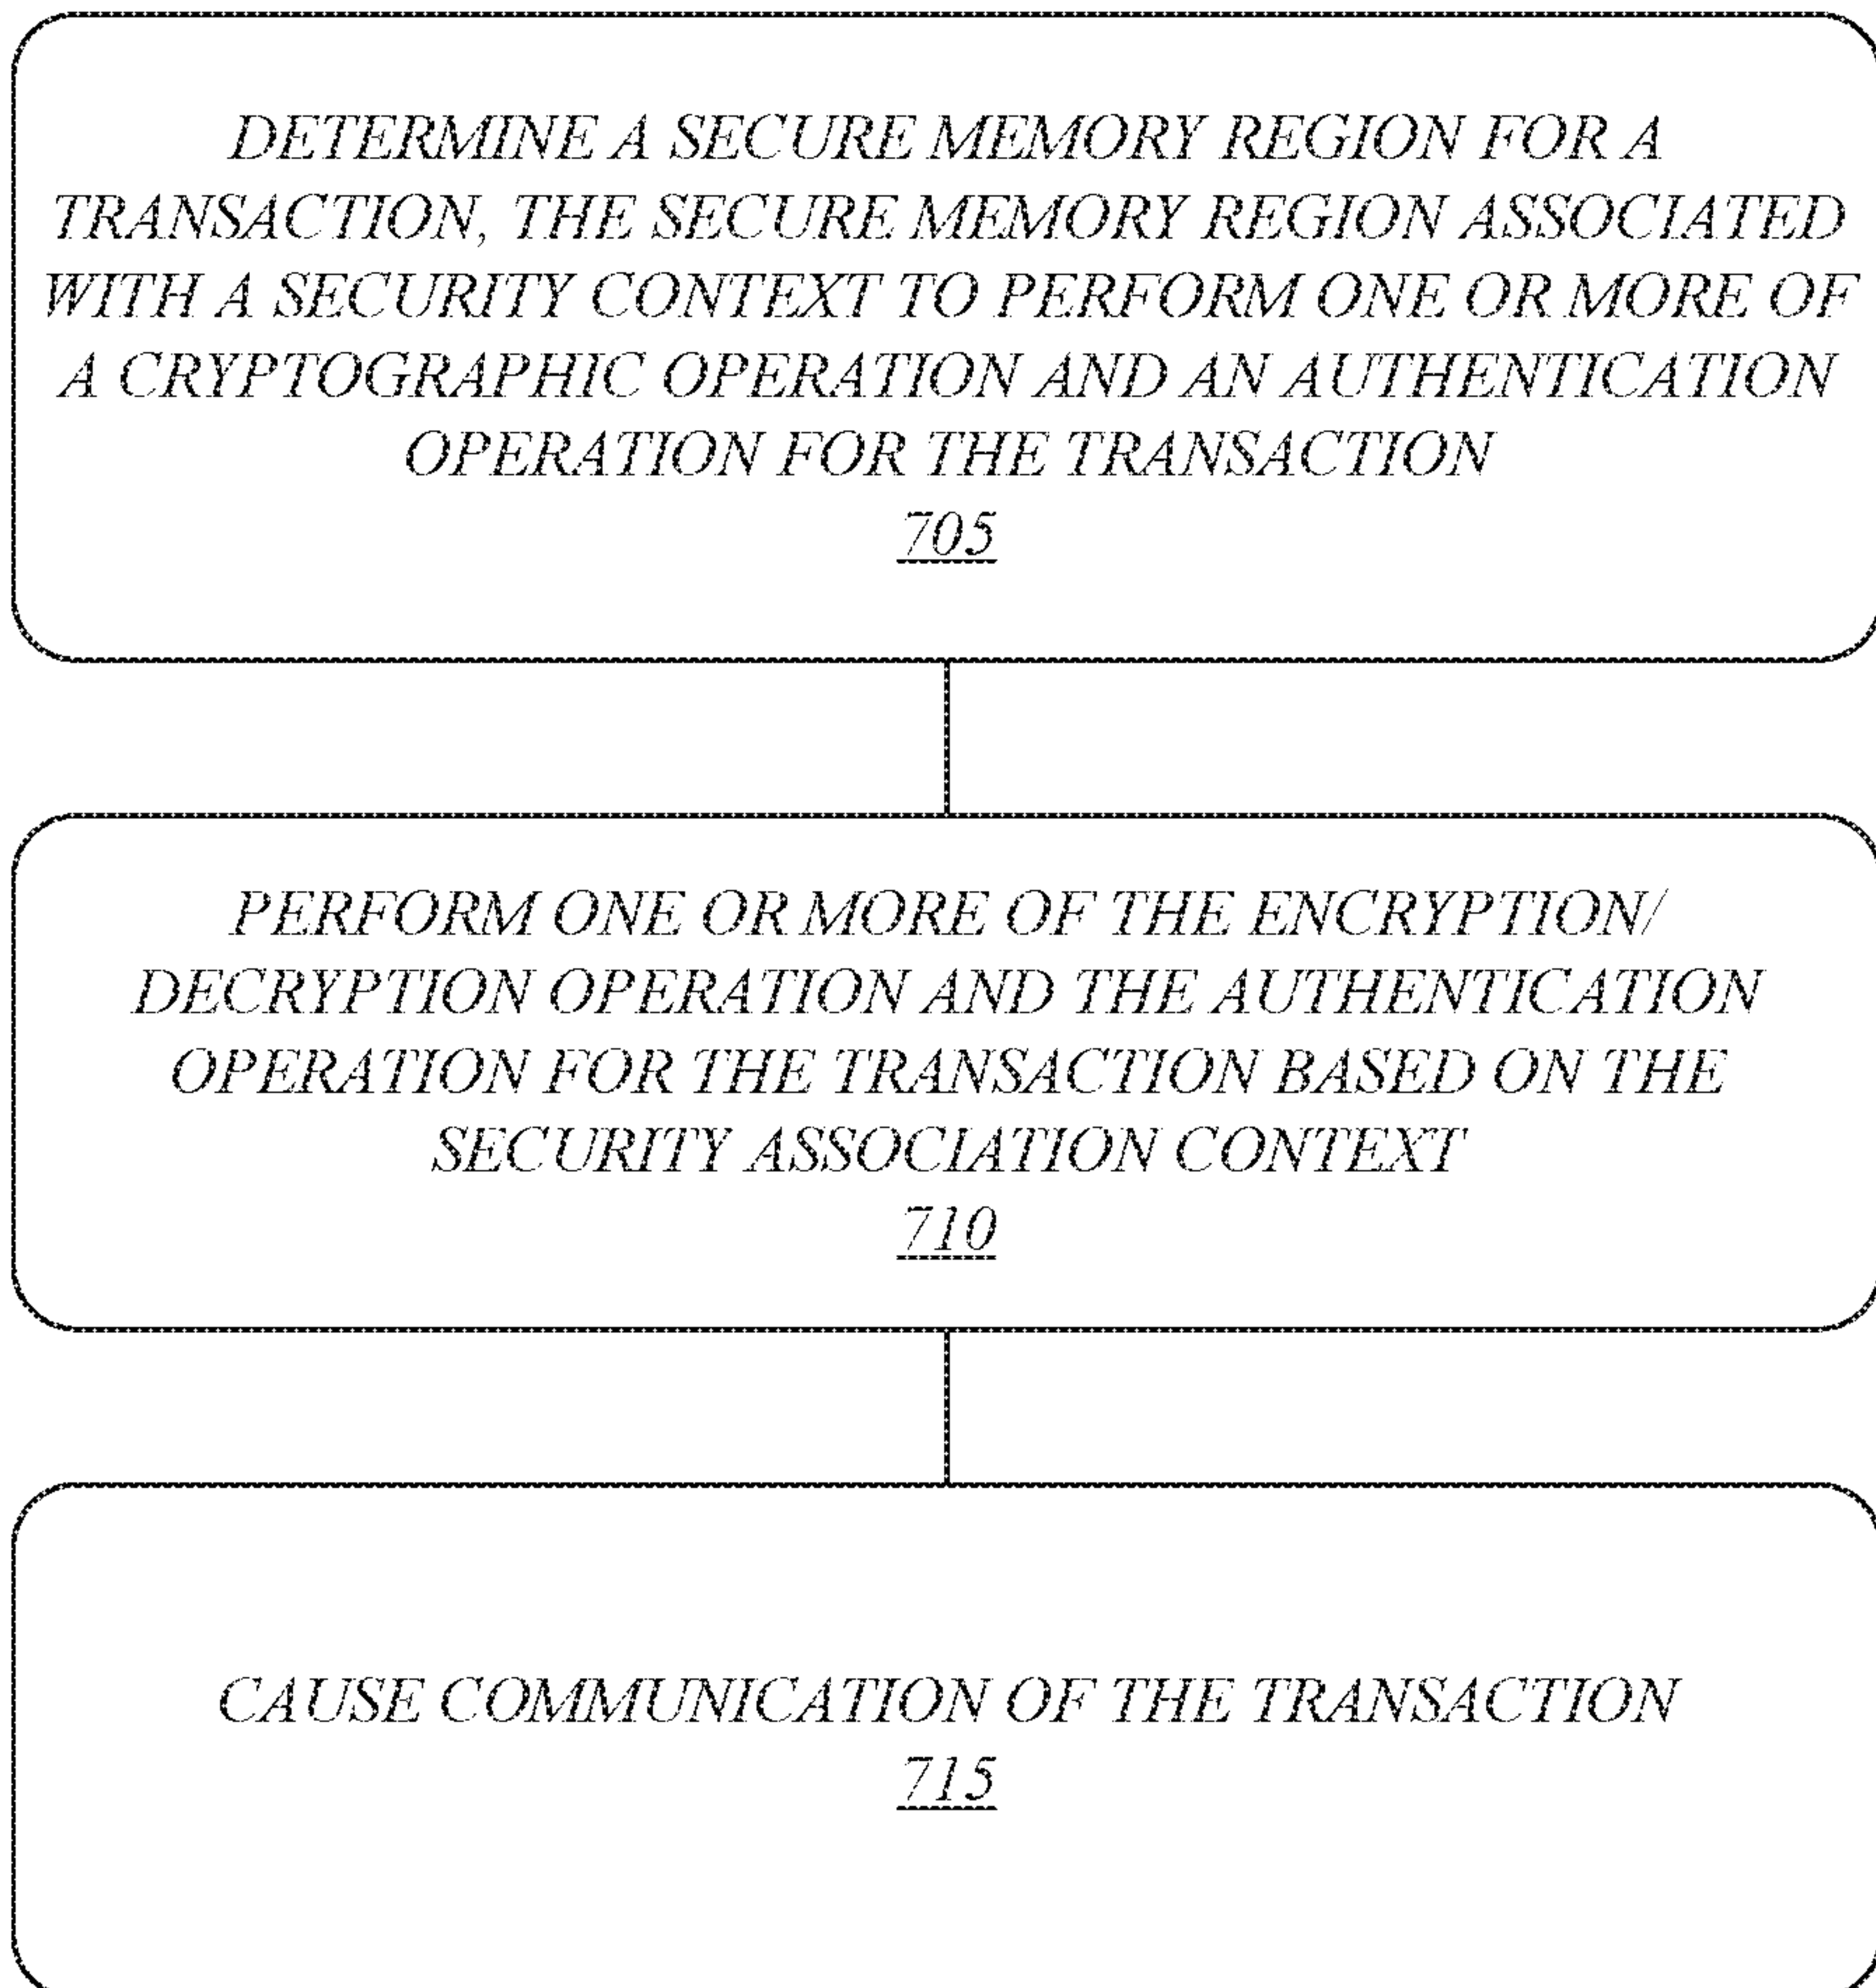 DETERMINE A SECURE MEMORY REGION FOR A
TRANSACTION, THE SECURE MEMORY REGION ASSOCIATED
WITH A SECURITY CONTEXT TO PERFORM ONE OR MORE OF
A CRYPTOGRAPHIC OPERATION AND AN AUTHENTICATION
OPERATION FOR THE TRANSACTION
705
PERFORM ONE OR MORE OF THE ENCRYPTION/
DECRYPTION OPERATION AND THE AUTHENTICATION
OPERATION FOR THE TRANSACTION BASED ON THE
SECURITY ASSOCIATION CONTEXT
710
CAUSE COMMUNICATION OF THE TRANSACTION
715